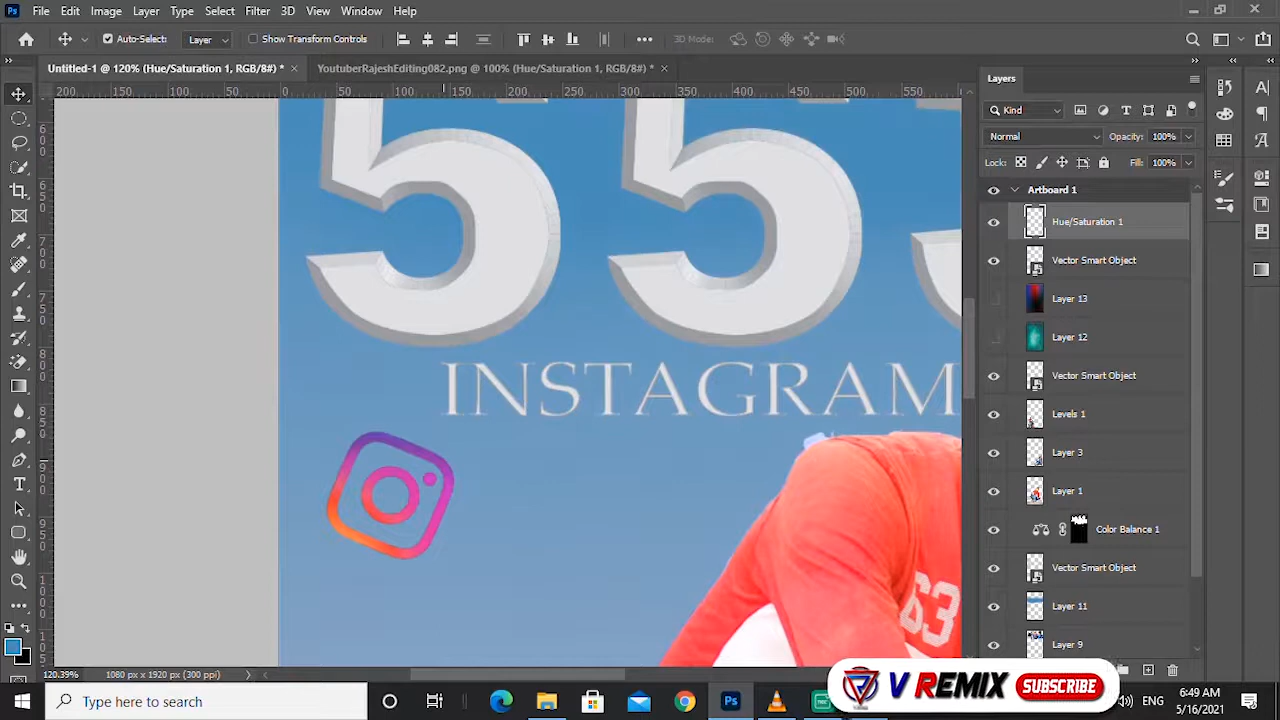 Ps File Edit Image Layer Type Select Filter 3D View Window Help
Auto-Select: Layer Show Transform Controls 3D Mode:
Untitled-1 @ 120% (Hue/Saturation 1, RGB/8#) * YoutuberRajeshEditing082.png @ 100% (Hue/Saturation 1, RGB/8#) *
200 150 100 50 0 50 100 150 200 250 300 350 400 450 500 550
Layers
Kind
Normal Opacity: 100%
Lock: Fill: 100%
Artboard 1
Hue/Saturation 1
Vector Smart Object
Layer 13
Layer 12
Vector Smart Object
Levels 1
Layer 3
Layer 1
Color Balance 1
Vector Smart Object
Layer 11
Layer 9
55
INSTAGRAM
63
120.39% 1080 px x 1920 px (300 ppi)
V REMIX SUBSCRIBE
Type here to search
Ps
ENG
6:49 AM
5/16/2021